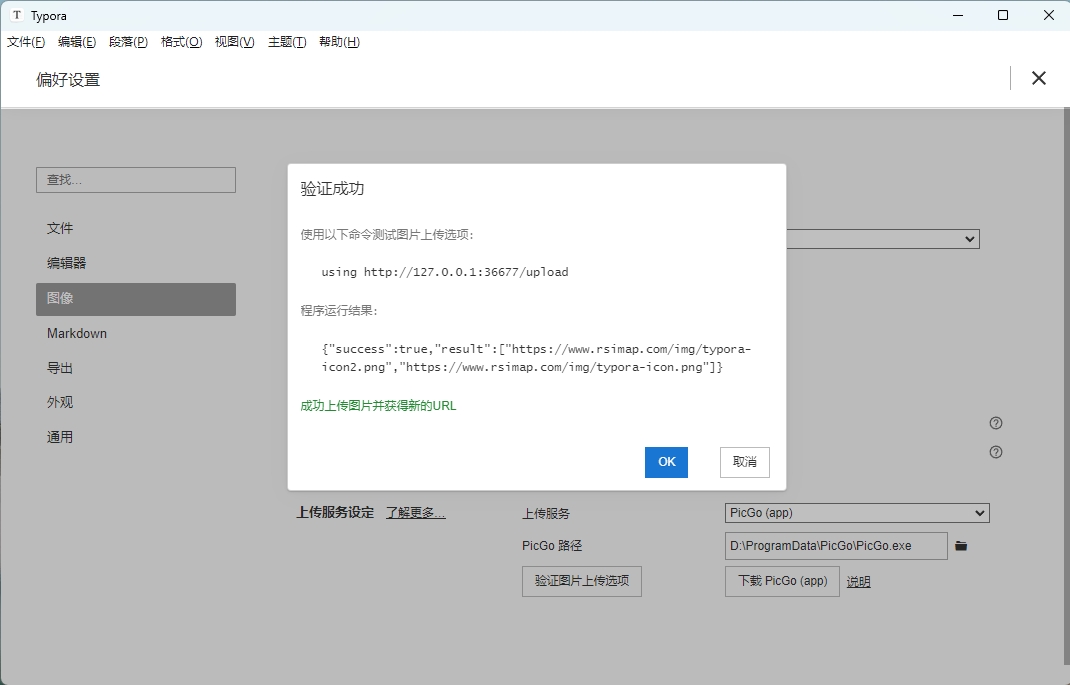 T Typora
文件(F) 编辑(E) 段落(P) 格式(O) 视图(V) 主题(T) 帮助(H)
偏好设置
查找...
文件
编辑器
图像
Markdown
导出
外观
通用
验证成功
使用以下命令测试图片上传选项:
using http://127.0.0.1:36677/upload
程序运行结果:
{"success":true,"result":["https://www.rsimap.com/img/typora-
icon2.png","https://www.rsimap.com/img/typora-icon.png"]}
成功上传图片并获得新的URL
OK 取消
上传服务设定 了解更多... 上传服务 PicGo (app)
PicGo 路径 D:\ProgramData\PicGo\PicGo.exe
验证图片上传选项 下载 PicGo (app) 说明